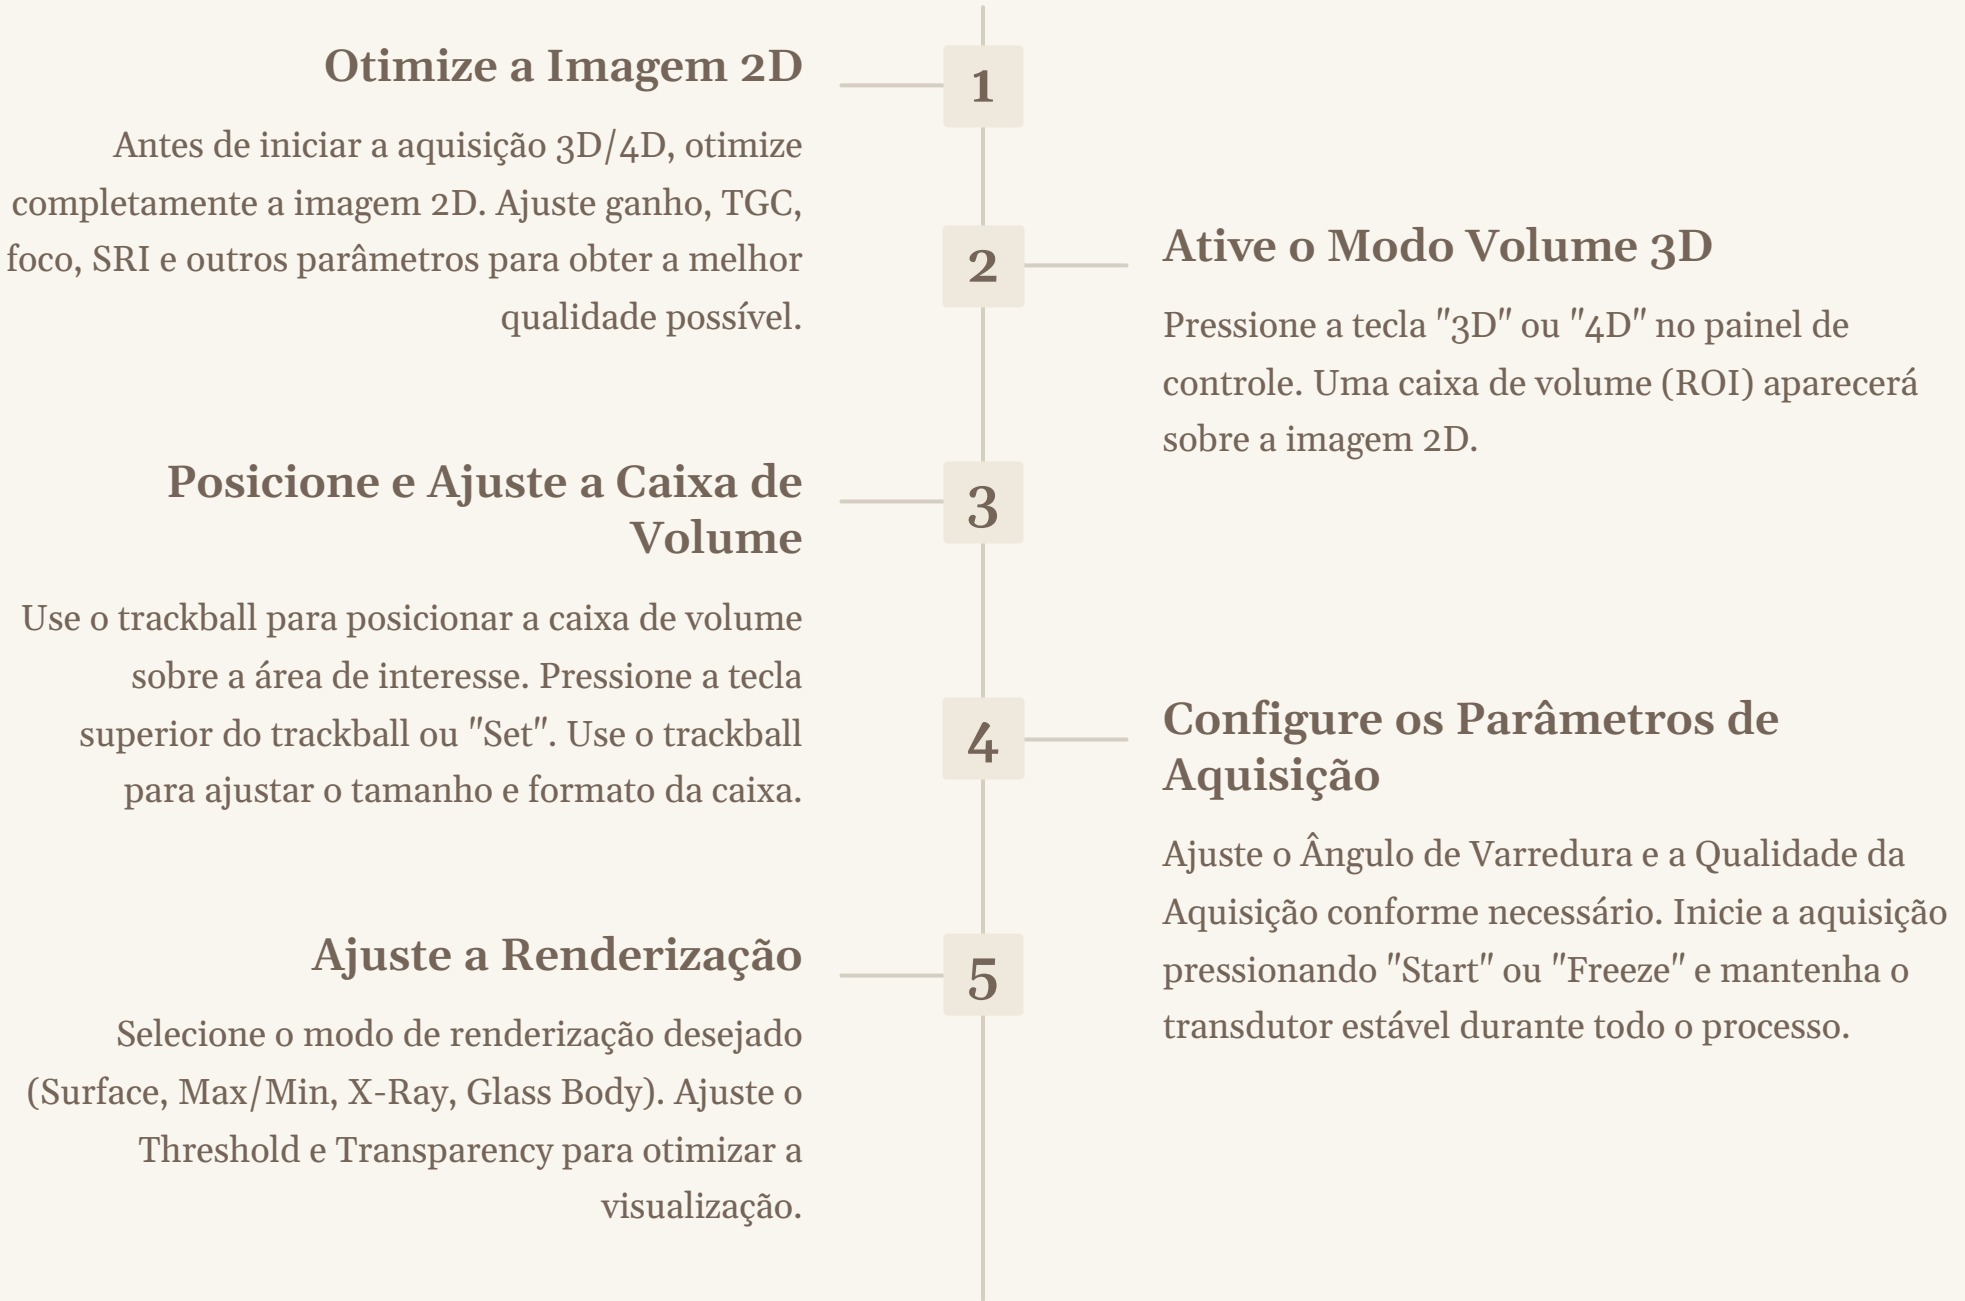 Otimize a Imagem 2D
1
Antes de iniciar a aquisição 3D/4D, otimize
completamente a imagem 2D. Ajuste ganho, TGC,
foco, SRI e outros parâmetros para obter a melhor
qualidade possível.
2
Ative o Modo Volume 3D
Pressione a tecla "3D" ou "4D" no painel de
controle. Uma caixa de volume (ROI) aparecerá
sobre a imagem 2D.
Posicione e Ajuste a Caixa de
Volume
3
Use o trackball para posicionar a caixa de volume
sobre a área de interesse. Pressione a tecla
superior do trackball ou "Set". Use o trackball
para ajustar o tamanho e formato da caixa.
4
Configure os Parâmetros de
Aquisição
Ajuste o Ângulo de Varredura e a Qualidade da
Aquisição conforme necessário. Inicie a aquisição
pressionando "Start" ou "Freeze" e mantenha o
transdutor estável durante todo o processo.
Ajuste a Renderização
5
Selecione o modo de renderização desejado
(Surface, Max/Min, X-Ray, Glass Body). Ajuste o
Threshold e Transparency para otimizar a
visualização.